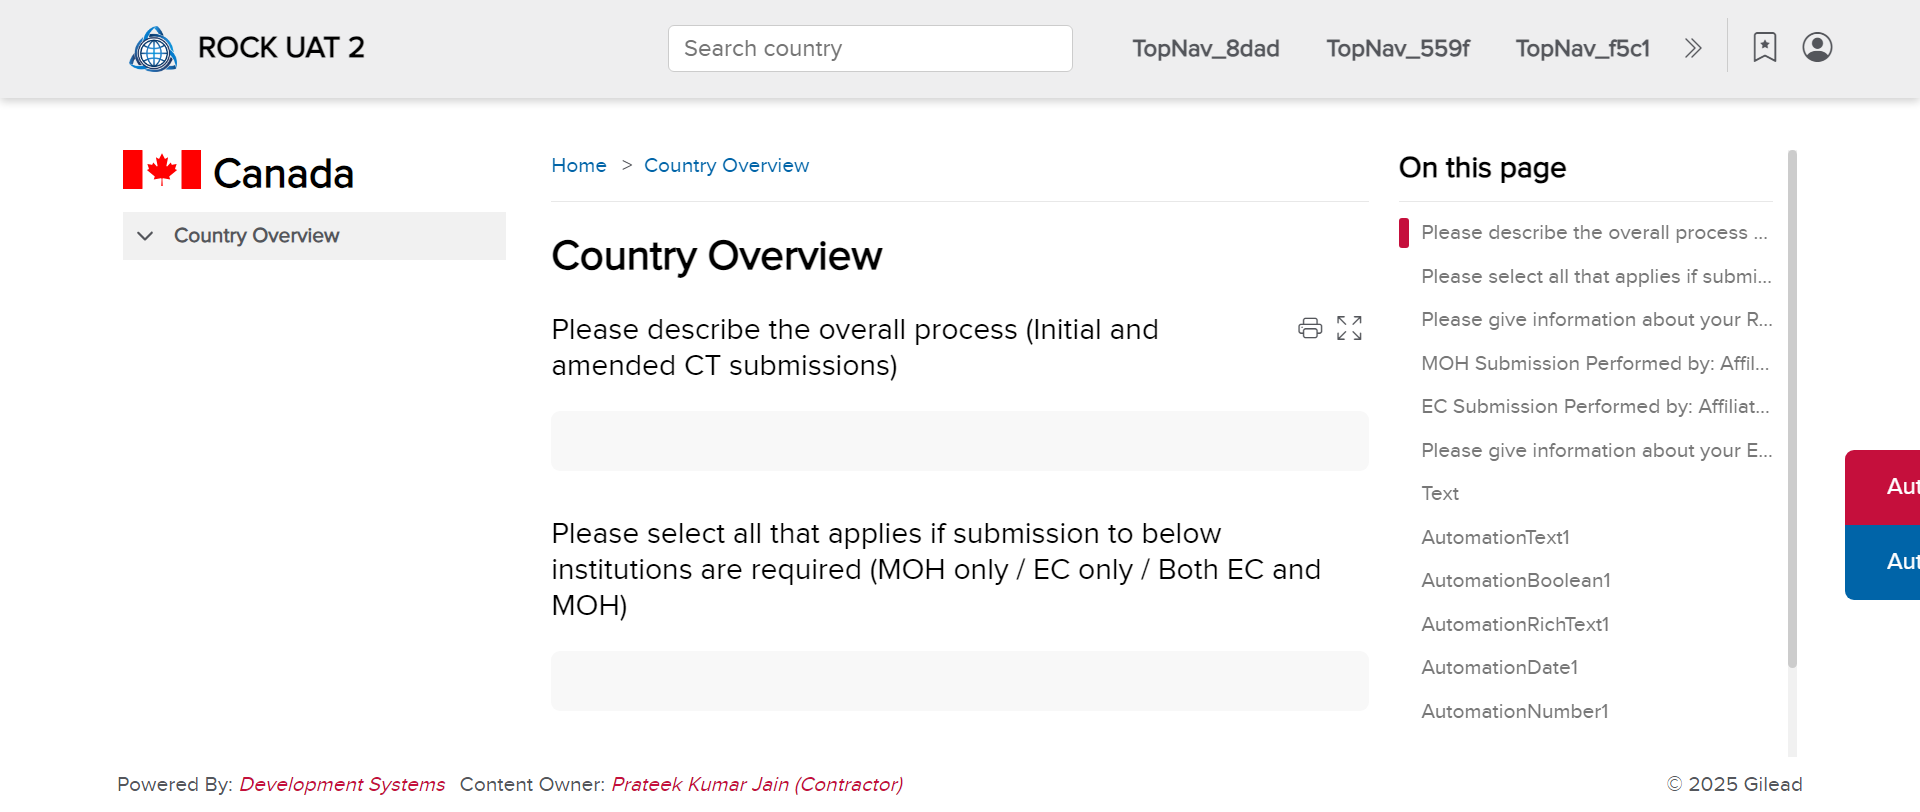 ROCK UAT 2
Search country
TopNav_8dad
TopNav_559f
TopNav_f5c1
Canada
Country Overview
Home > Country Overview
Country Overview
Please describe the overall process (Initial and
amended CT submissions)
Please select all that applies if submission to below
institutions are required (MOH only / EC only / Both EC and
MOH)
On this page
Please describe the overall process ...
Please select all that applies if submi...
Please give information about your R...
MOH Submission Performed by: Affil...
EC Submission Performed by: Affiliat...
Please give information about your E...
Text
AutomationText1
AutomationBoolean1
AutomationRichText1
AutomationDate1
AutomationNumber1
Aut
Aut
Powered By: Development Systems Content Owner: Prateek Kumar Jain (Contractor)
© 2025 Gilead